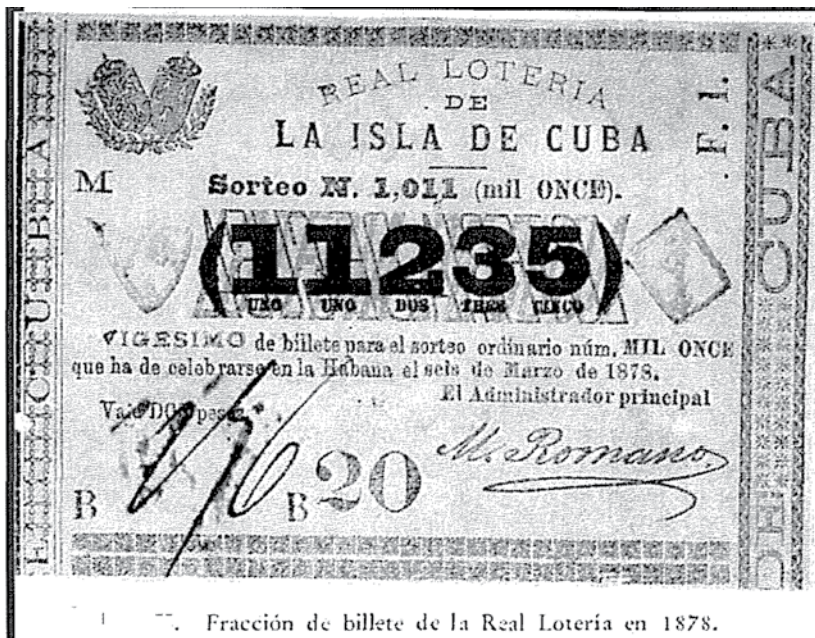 REAL LOTERIA
DE
LA ISLA DE CUBA
F. 1.
M
Sorteo N. 1,011 (mil ONCE).
(11235)
UNO UNO DOS TRES CINCO
VIGESIMO de billete para el sorteo ordinario núm. MIL ONCE
que ha de celebrarse en la Habana el seis de Marzo de 1878.
El Administrador principal
Vale DOS pesos
M. Romano
B B 20
CUBA
Fracción de billete de la Real Lotería en 1878.